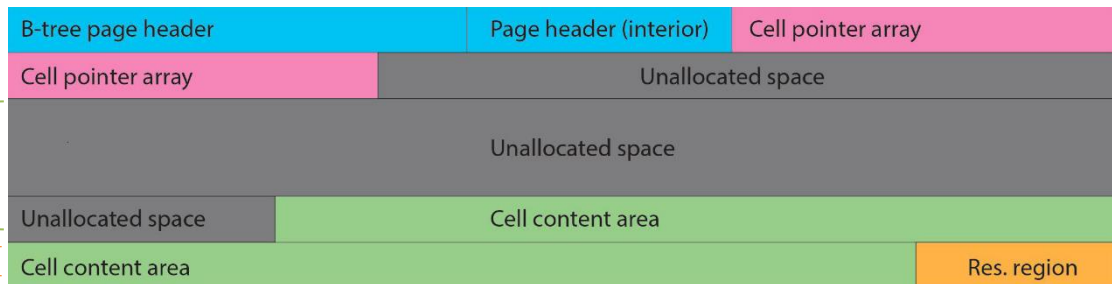 B-tree page header Page header (interior) Cell pointer array
Cell pointer array Unallocated space
Unallocated space
Unallocated space Cell content area
Cell content area Res. region